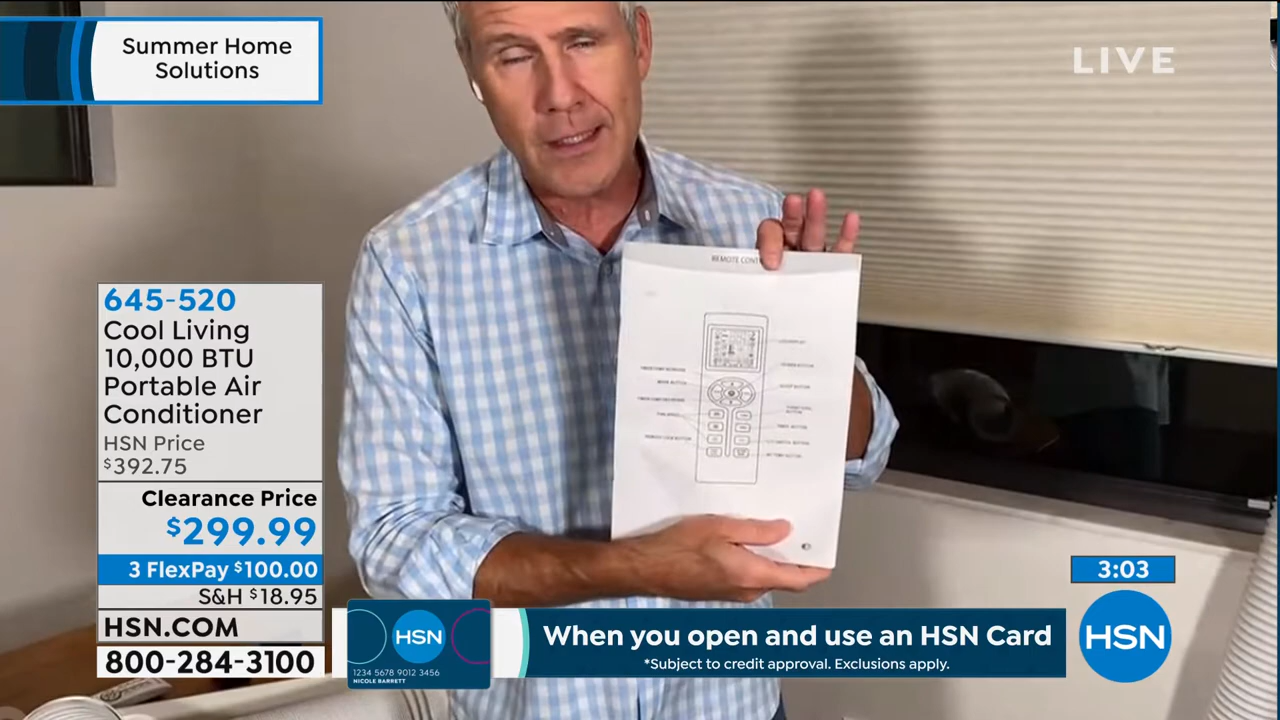 Summer Home
Solutions
LIVE
REMOTE
645-520
Cool Living
10,000 BTU
Portable Air
Conditioner
HSN Price
$392.75
Clearance Price
$299.99
3 FlexPay $100.00
S&H $18.95
HSN.COM
800-284-3100
HSN
1234 5678 9012 3456
NICOLE BARRETT
When you open and use an HSN Card
*Subject to credit approval. Exclusions apply.
3:03
HSN